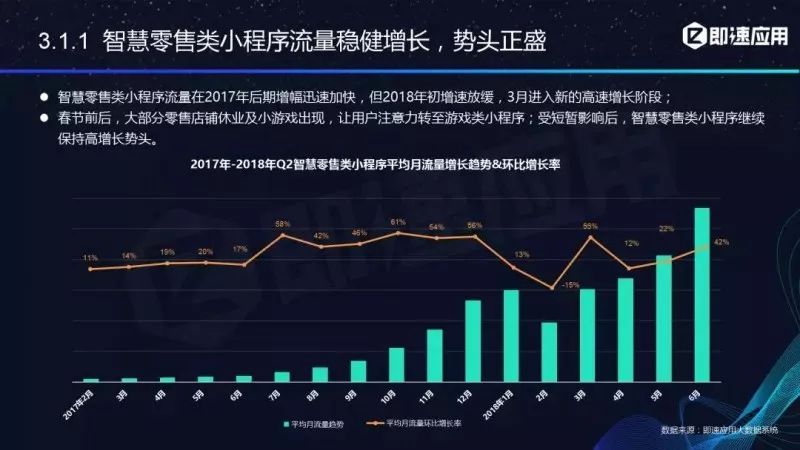 3.1.1 智慧零售类小程序流量稳健增长，势头正盛
即速应用
● 智慧零售类小程序流量在2017年后期增幅迅速加快，但2018年初增速放缓，3月进入新的高速增长阶段；
● 春节前后，大部分零售店铺休业及小游戏出现，让用户注意力转至游戏类小程序；受短暂影响后，智慧零售类小程序继续
保持高增长势头。
2017年-2018年Q2智慧零售类小程序平均月流量增长趋势&环比增长率
11% 14% 19% 20% 17% 58% 42% 46% 61% 54% 56% 13% -15% 55% 12% 22% 42%
2017年2月 3月 4月 5月 6月 7月 8月 9月 10月 11月 12月 2018年1月 2月 3月 4月 5月 6月
平均月流量趋势 平均月流量环比增长率
数据来源：即速应用大数据系统
即速应用